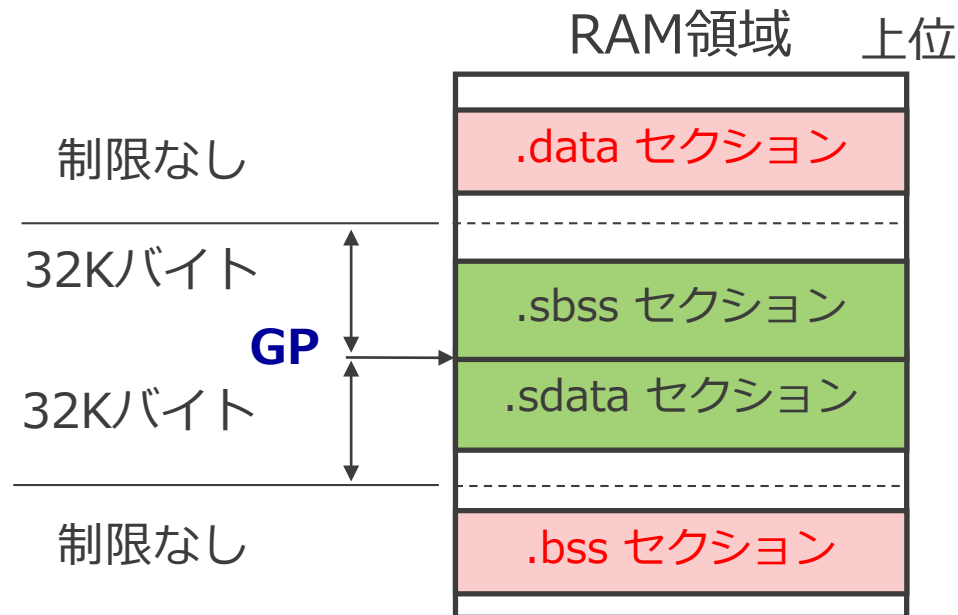 RAM領域
上位
制限なし
.data セクション
32Kバイト
.sbss セクション
GP
32Kバイト
.sdata セクション
制限なし
.bss セクション